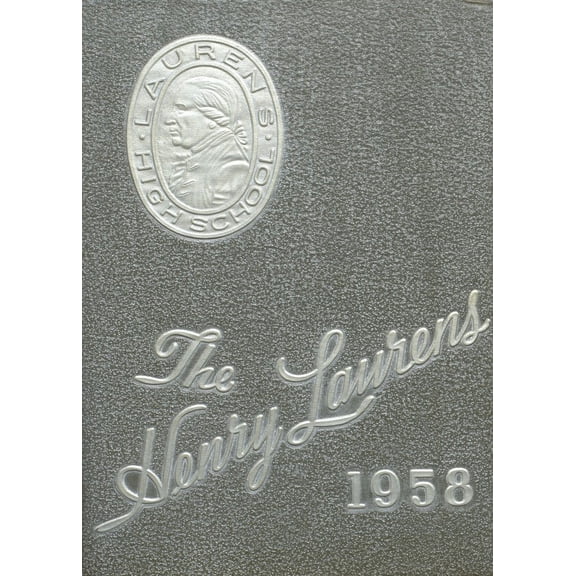 · LAURENS ·
HIGH SCHOOL
The
Henry Laurens
1958